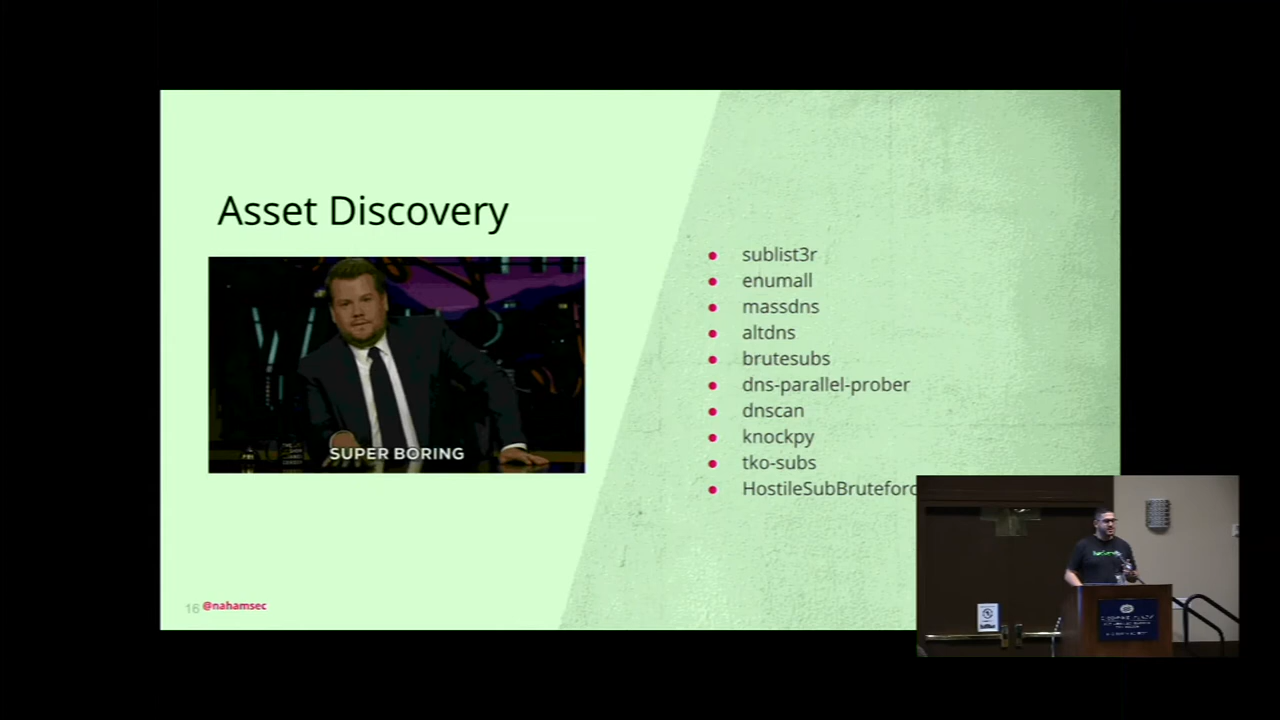 Asset Discovery
SUPER BORING
sublist3r
enumall
massdns
altdns
brutesubs
dns-parallel-prober
dnscan
knockpy
tko-subs
HostileSubBruteforc
16 @nahamsec